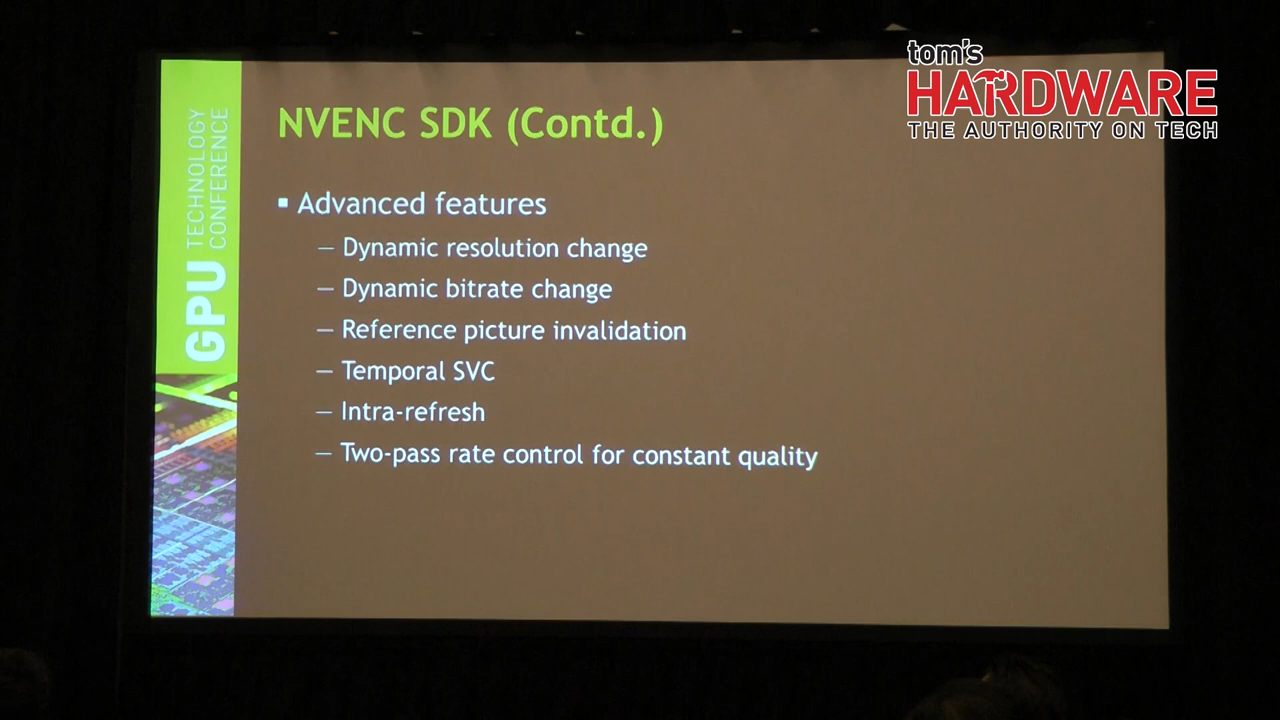 tom's
HARDWARE
THE AUTHORITY ON TECH
GPU TECHNOLOGY
CONFERENCE
NVENC SDK (Contd.)
▪ Advanced features
– Dynamic resolution change
– Dynamic bitrate change
– Reference picture invalidation
– Temporal SVC
– Intra-refresh
– Two-pass rate control for constant quality